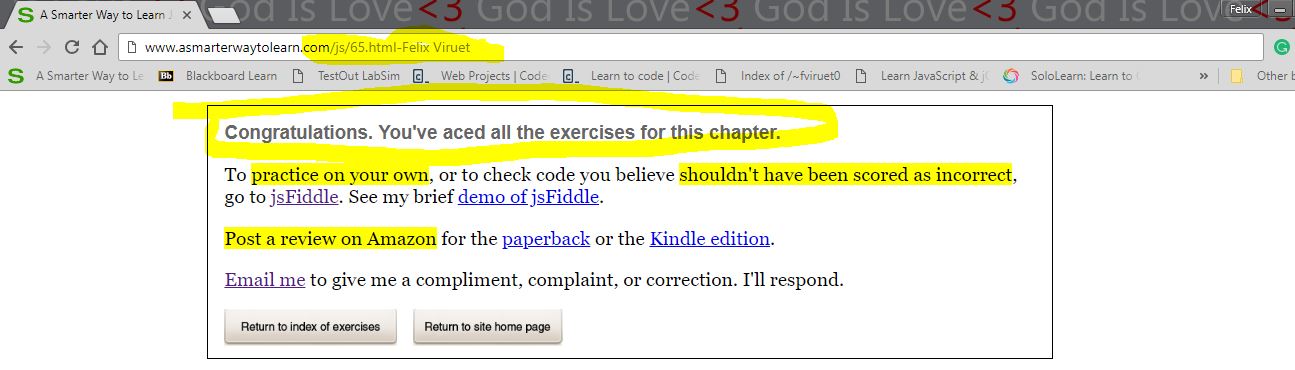 God is Love<3 God is Love<3 God is Love<3 God is Love<3
A Smarter Way to Learn J
Felix
www.asmarterwaytolearn.com/js/65.html-Felix Viruet
A Smarter Way to Le Bb Blackboard Learn TestOut LabSim Web Projects | Codec Learn to code | Code Index of /~fviruet0 Learn JavaScript & j SoloLearn: Learn to » Other b
Congratulations. You've aced all the exercises for this chapter.
To practice on your own, or to check code you believe shouldn't have been scored as incorrect,
go to jsFiddle. See my brief demo of jsFiddle.
Post a review on Amazon for the paperback or the Kindle edition.
Email me to give me a compliment, complaint, or correction. I'll respond.
Return to index of exercises Return to site home page